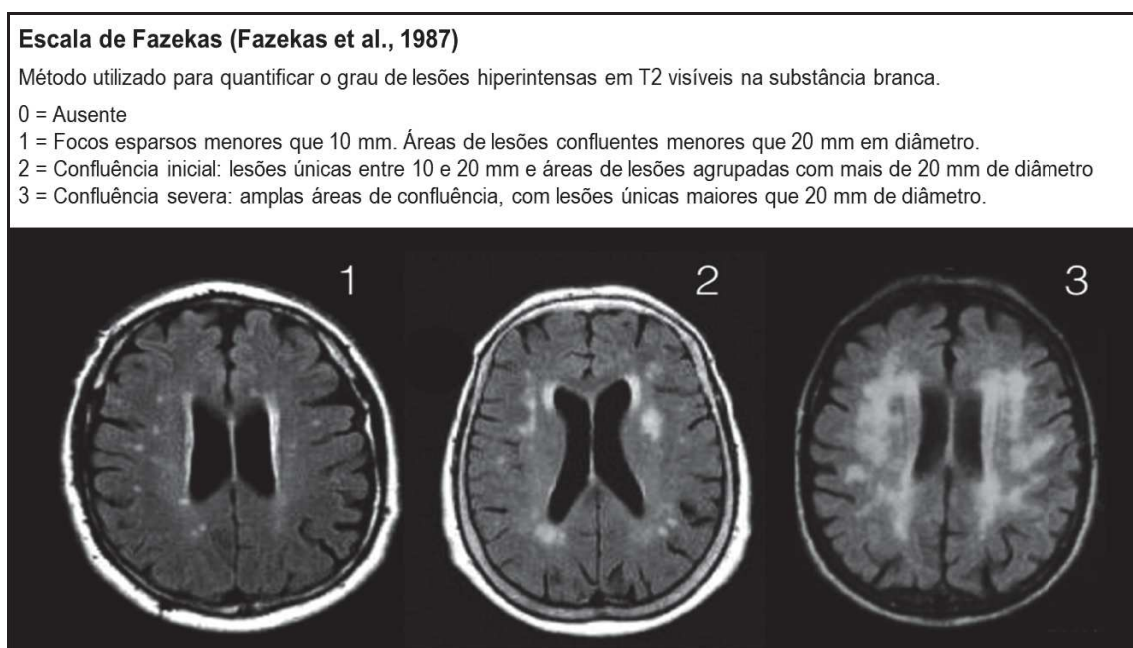 Escala de Fazekas (Fazekas et al., 1987)
Método utilizado para quantificar o grau de lesões hiperintensas em T2 visíveis na substância branca.
0 = Ausente
1 = Focos esparsos menores que 10 mm. Áreas de lesões confluentes menores que 20 mm em diâmetro.
2 = Confluência inicial: lesões únicas entre 10 e 20 mm e áreas de lesões agrupadas com mais de 20 mm de diâmetro
3 = Confluência severa: amplas áreas de confluência, com lesões únicas maiores que 20 mm de diâmetro.
1 2 3